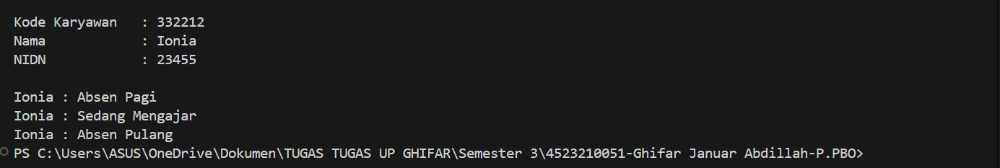 Kode Karyawan   : 332212
Nama            : Ionia
NIDN            : 23455
Ionia : Absen Pagi
Ionia : Sedang Mengajar
Ionia : Absen Pulang
PS C:\Users\ASUS\OneDrive\Dokumen\TUGAS TUGAS UP GHIFAR\Semester 3\4523210051-Ghifar Januar Abdillah-P.PBO>